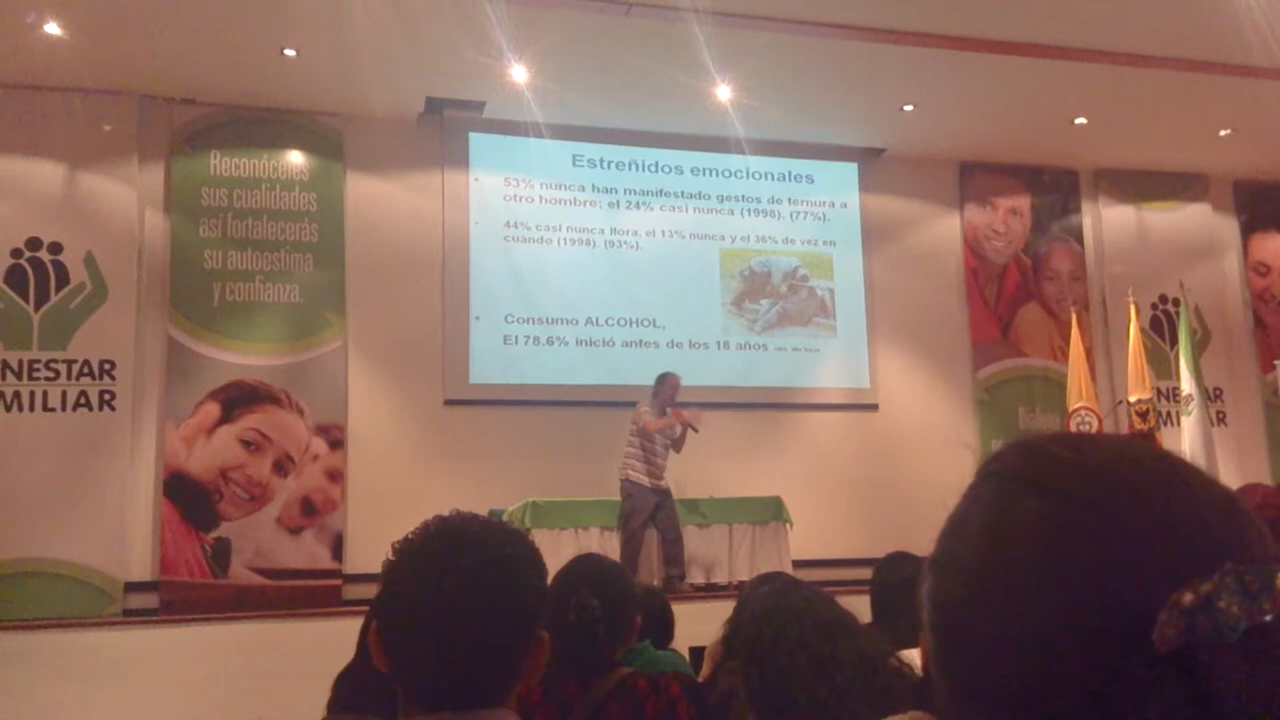 Reconóceles
sus cualidades
así fortalecerás
su autoestima
y confianza.
NESTAR
MILIAR
Estreñidos emocionales
53% nunca han manifestado gestos de ternura a
otro hombre; el 24% casi nunca (1998). (77%).
44% casi nunca llora, el 13% nunca y el 36% de vez en
cuando (1998). (93%).
Consumo ALCOHOL,
El 78.6% inició antes de los 18 años